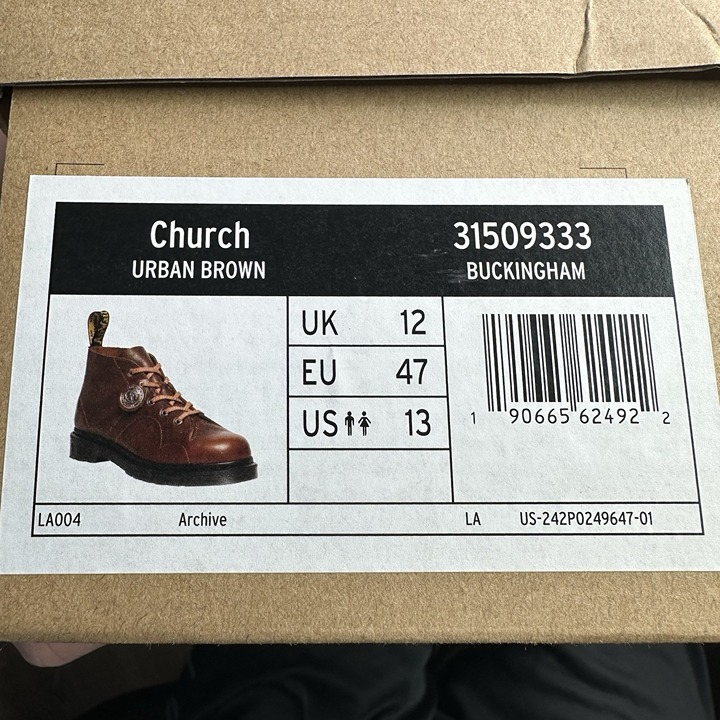 Church
URBAN BROWN
31509333
BUCKINGHAM
UK 12
EU 47
US 13
1 90665 62492 2
LA004 Archive LA US-242P0249647-01